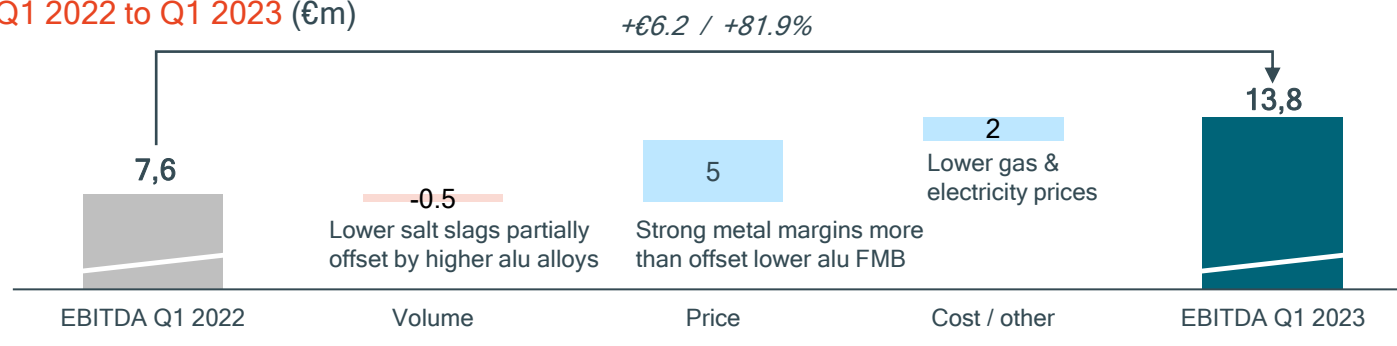 Q1 2022 to Q1 2023 (€m)
+€6.2 / +81.9%
7,6
-0.5
Lower salt slags partially
offset by higher alu alloys
5
Strong metal margins more
than offset lower alu FMB
2
Lower gas &
electricity prices
13,8
EBITDA Q1 2022
Volume
Price
Cost / other
EBITDA Q1 2023